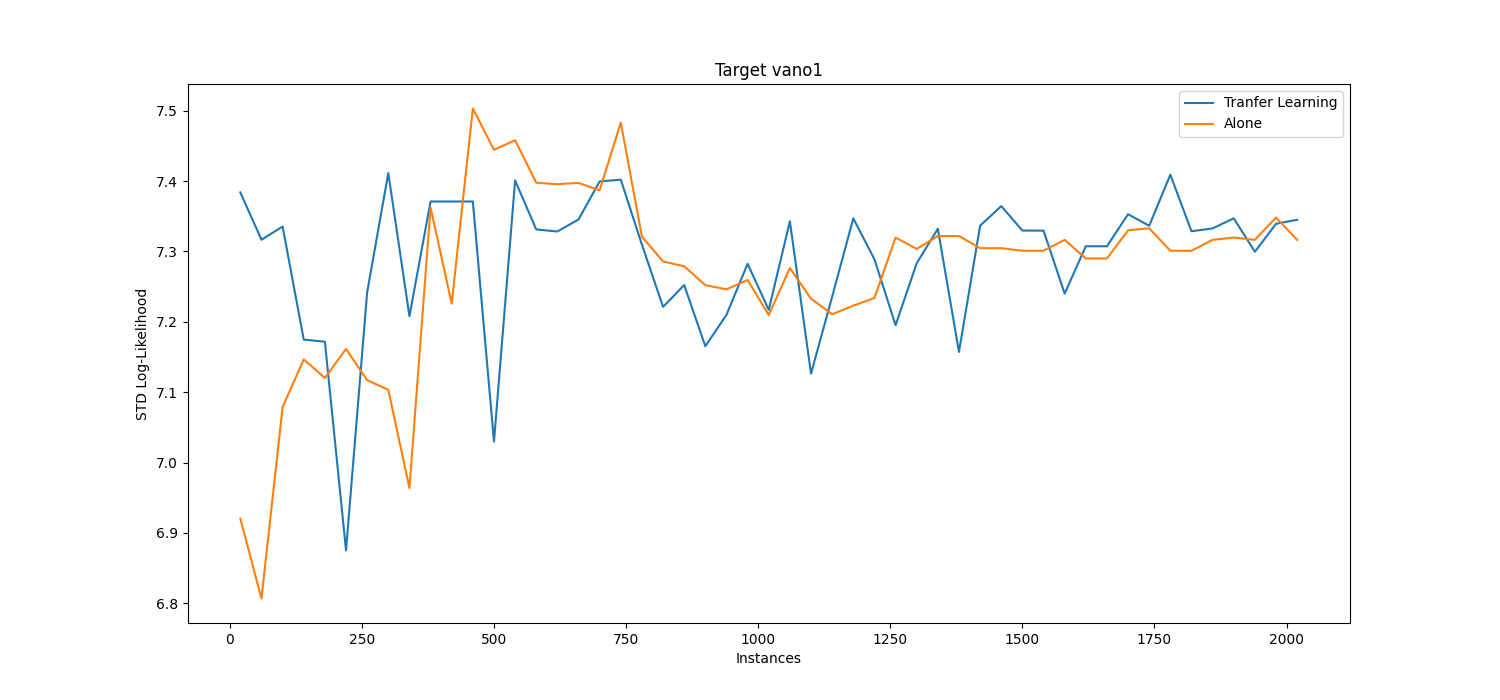 Target vano1
Tranfer Learning
Alone
STD Log-Likelihood
7.5
7.4
7.3
7.2
7.1
7.0
6.9
6.8
0 250 500 750 1000 1250 1500 1750 2000
Instances